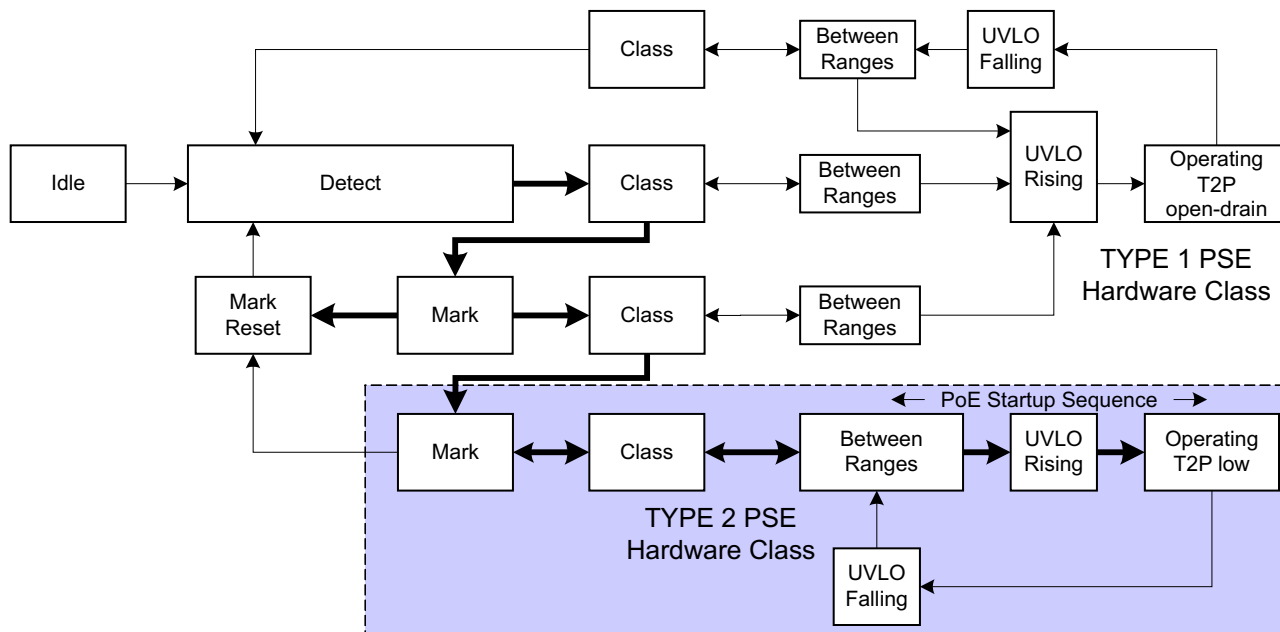 Class
Between
Ranges
UVLO
Falling
Idle
Detect
Class
Between
Ranges
UVLO
Rising
Operating
T2P
open-drain
TYPE 1 PSE
Hardware Class
Mark
Reset
Mark
Class
Between
Ranges
PoE Startup Sequence
Mark
Class
Between
Ranges
UVLO
Rising
Operating
T2P low
TYPE 2 PSE
Hardware Class
UVLO
Falling